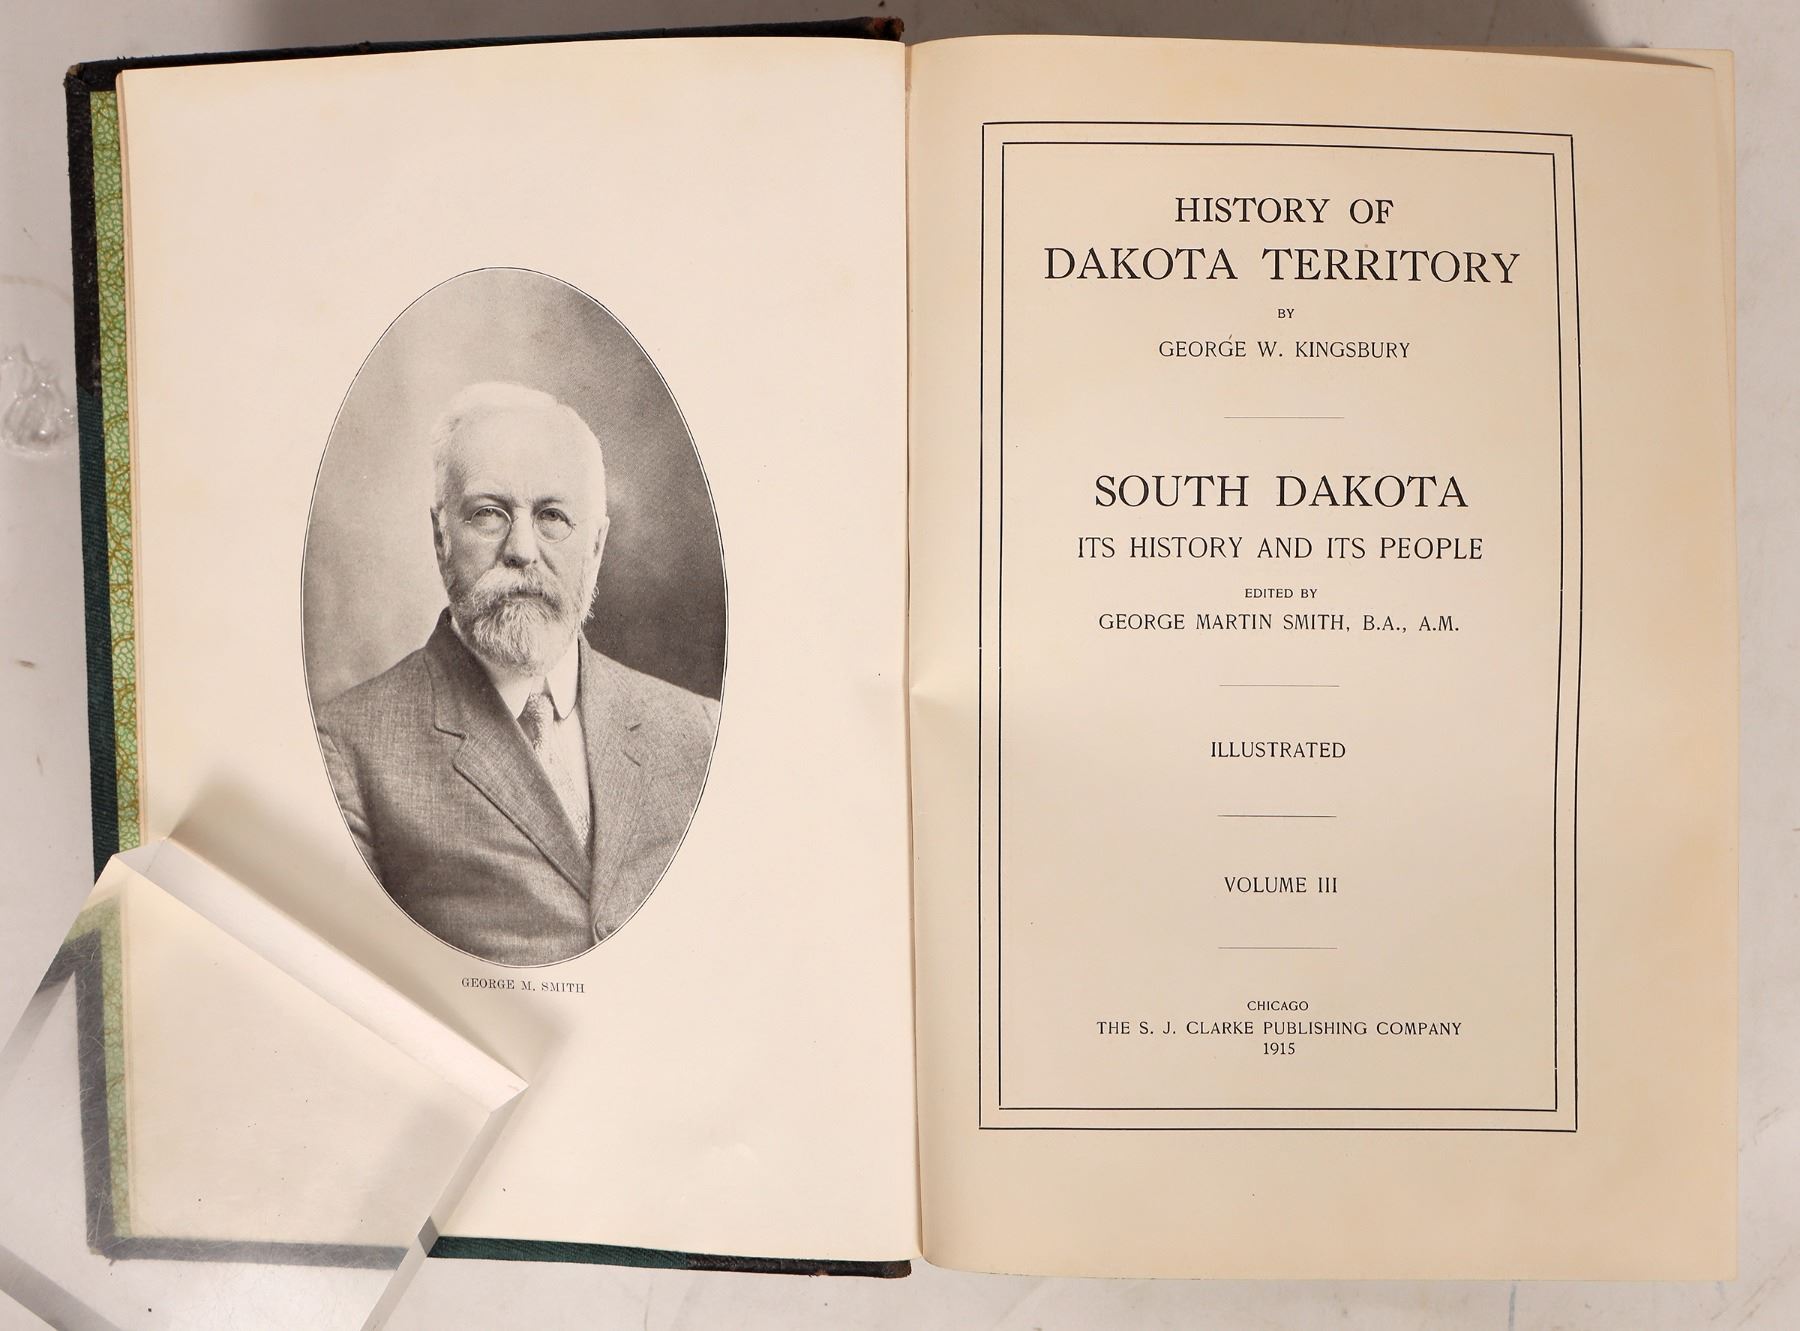 GEORGE M. SMITH
HISTORY OF
DAKOTA TERRITORY
BY
GEORGE W. KINGSBURY
SOUTH DAKOTA
ITS HISTORY AND ITS PEOPLE
EDITED BY
GEORGE MARTIN SMITH, B.A., A.M.
ILLUSTRATED
VOLUME III
CHICAGO
THE S. J. CLARKE PUBLISHING COMPANY
1915